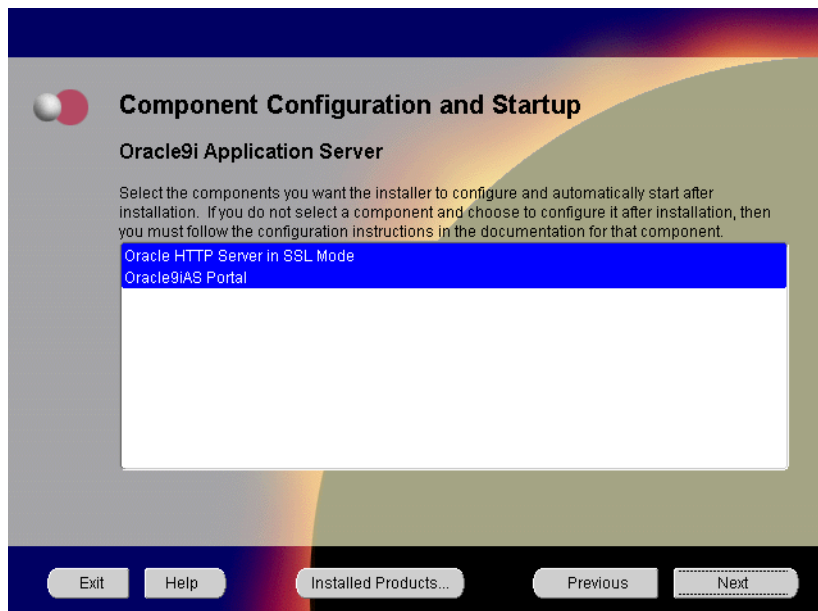 Component Configuration and Startup
Oracle9i Application Server
Select the components you want the installer to configure and automatically start after
installation. If you do not select a component and choose to configure it after installation, then
you must follow the configuration instructions in the documentation for that component.
Oracle HTTP Server in SSL Mode
Oracle9iAS Portal
Exit
Help
Installed Products...
Previous
Next